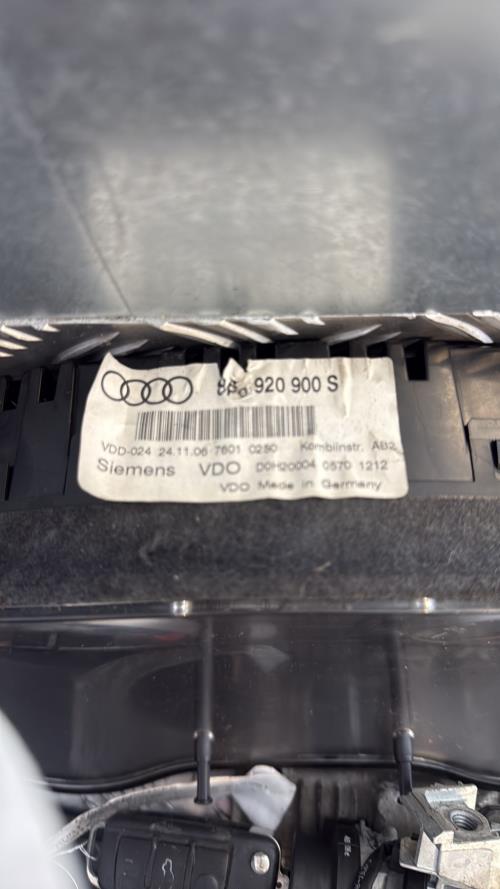 920 900 S
VDD-024 24.11.06 7601 0250 Kombiinstr. AB2
Siemens VDO D0H20004 0570 1212
VDO Made in Germany